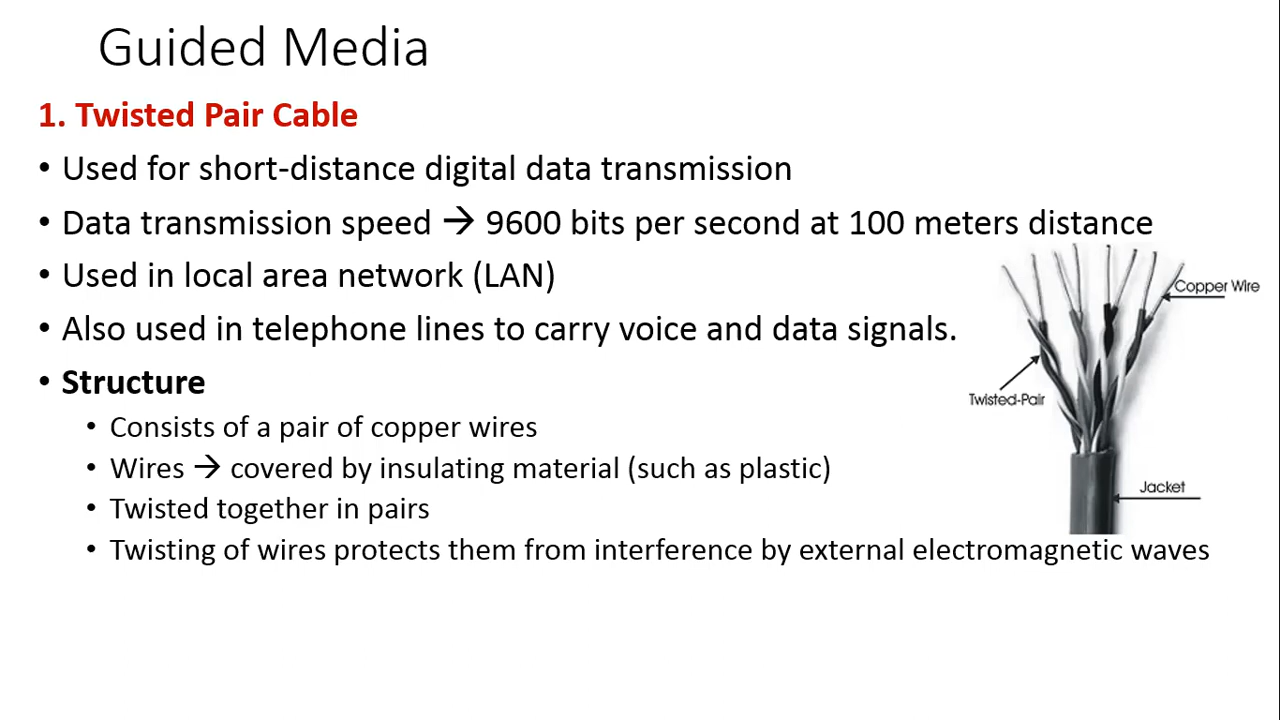 Guided Media
1. Twisted Pair Cable
• Used for short-distance digital data transmission
• Data transmission speed → 9600 bits per second at 100 meters distance
• Used in local area network (LAN)
• Also used in telephone lines to carry voice and data signals.
• Structure
• Consists of a pair of copper wires
• Wires → covered by insulating material (such as plastic)
• Twisted together in pairs
• Twisting of wires protects them from interference by external electromagnetic waves
Copper Wire
Twisted-Pair
Jacket